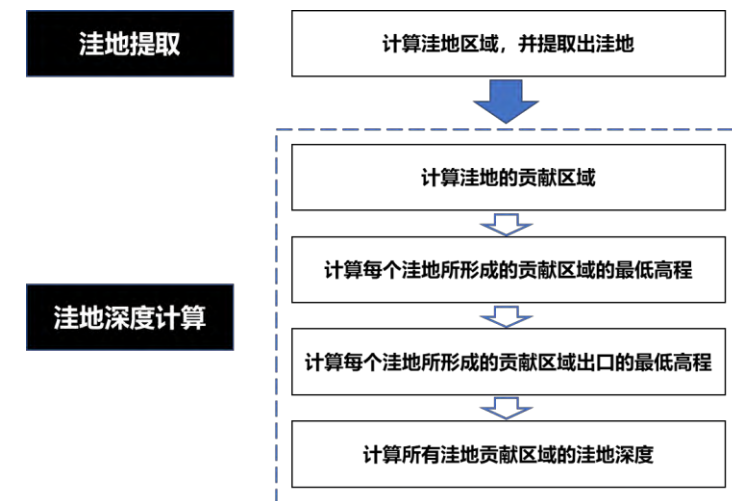 洼地提取
计算洼地区域，并提取出洼地
计算洼地的贡献区域
计算每个洼地所形成的贡献区域的最低高程
洼地深度计算
计算每个洼地所形成的贡献区域出口的最低高程
计算所有洼地贡献区域的洼地深度